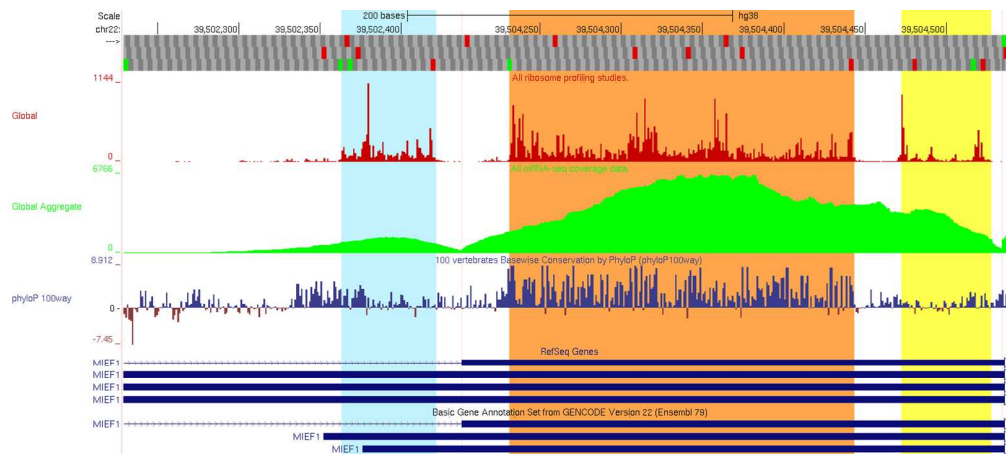 Scale 200 bases hg38
chr22: 39,502,300 39,502,350 39,502,400 39,504,250 39,504,300 39,504,350 39,504,400 39,504,450 39,504,500
--->
1144 All ribosome profiling studies.
Global
0
6766 All mRNA-seq coverage data.
Global Aggregate
0
8.912 100 vertebrates Basewise Conservation by PhyloP (phyloP100way)
phyloP 100way
0
-7.45
RefSeq Genes
MIEF1
MIEF1
MIEF1
MIEF1
Basic Gene Annotation Set from GENCODE Version 22 (Ensembl 79)
MIEF1
MIEF1
MIEF1